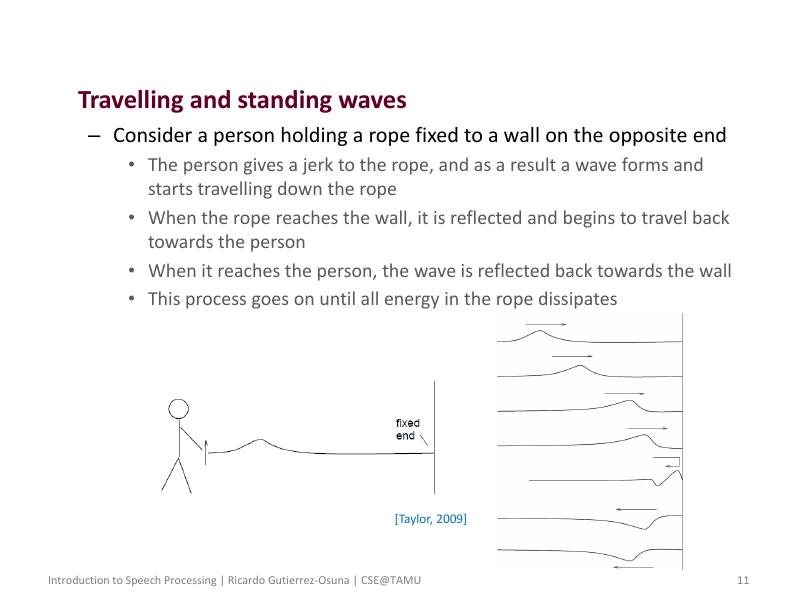 Travelling and standing waves
– Consider a person holding a rope fixed to a wall on the opposite end
• The person gives a jerk to the rope, and as a result a wave forms and
starts travelling down the rope
• When the rope reaches the wall, it is reflected and begins to travel back
towards the person
• When it reaches the person, the wave is reflected back towards the wall
• This process goes on until all energy in the rope dissipates
fixed
end
[Taylor, 2009]
Introduction to Speech Processing | Ricardo Gutierrez-Osuna | CSE@TAMU
11